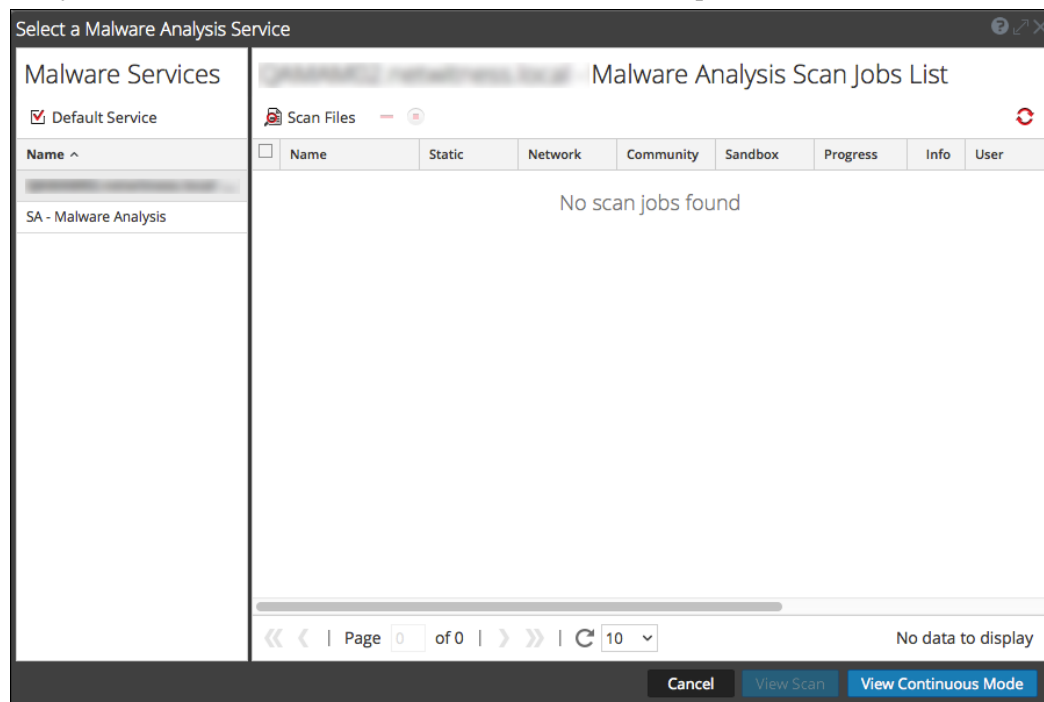 Select a Malware Analysis Service
Malware Services
Default Service
Name
SA - Malware Analysis
Malware Analysis Scan Jobs List
Scan Files
Name Static Network Community Sandbox Progress Info User
No scan jobs found
| Page 0 of 0 | | 10 No data to display
Cancel View Scan View Continuous Mode